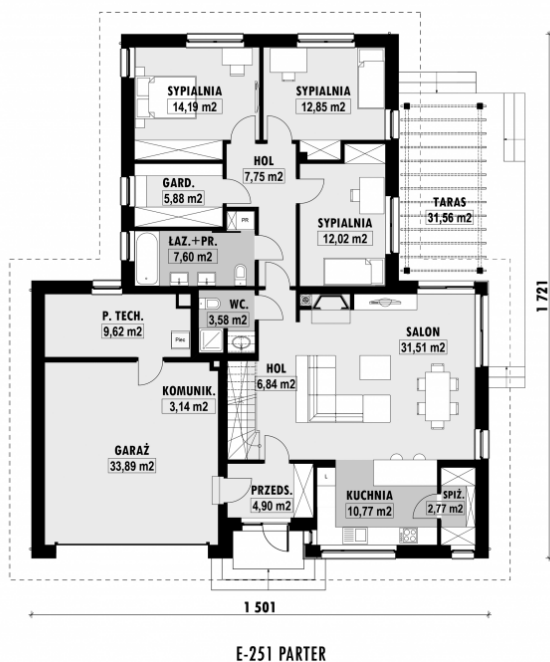 SYPIALNIA
14,19 m2
SYPIALNIA
12,85 m2
HOL
7,75 m2
GARD.
5,88 m2
TARAS
31,56 m2
SYPIALNIA
12,02 m2
PR
ŁAZ.+PR.
7,60 m2
1 721
P. TECH.
9,62 m2
WC.
3,58 m2
Piec
SALON
31,51 m2
HOL
6,84 m2
KOMUNIK.
3,14 m2
GARAŻ
33,89 m2
L
PRZEDS.
4,90 m2
KUCHNIA
10,77 m2
SPIŻ.
2,77 m2
1 501
E-251 PARTER